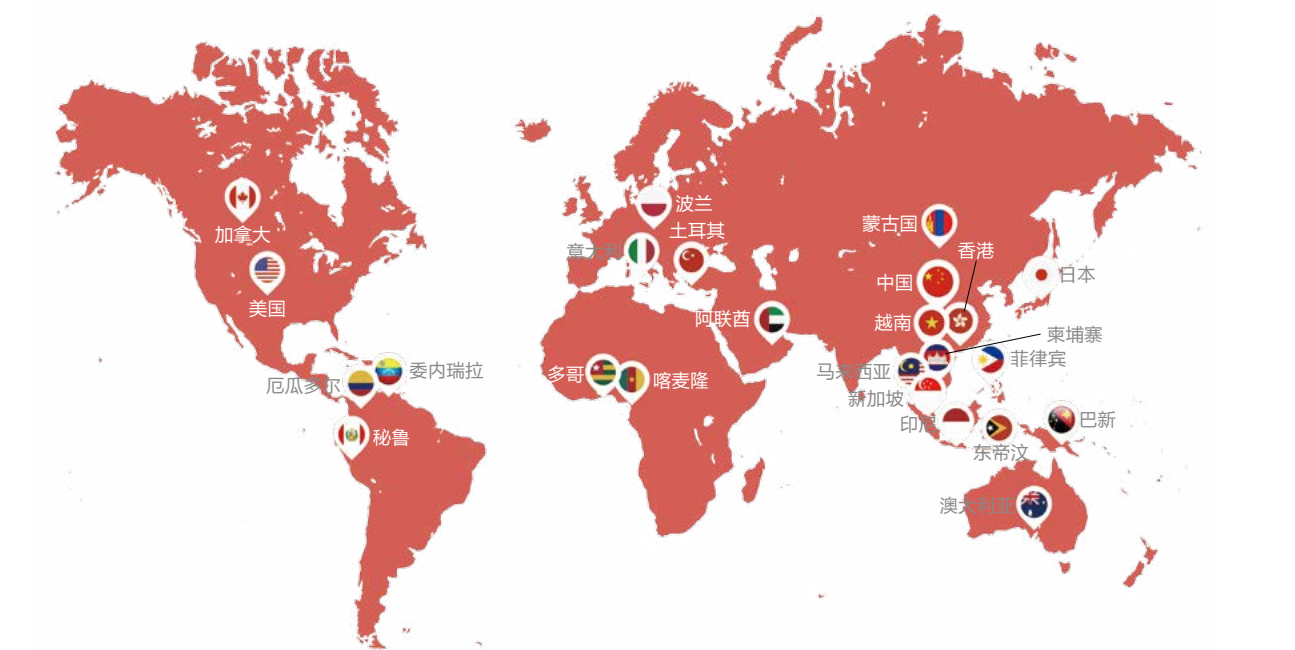 波兰
加拿大
土耳其
蒙古国
意大利
香港
中国
日本
美国
阿联酋
越南
柬埔寨
菲律宾
马来西亚
委内瑞拉
厄瓜多尔
多哥
喀麦隆
新加坡
印尼
巴新
秘鲁
东帝汶
澳大利亚